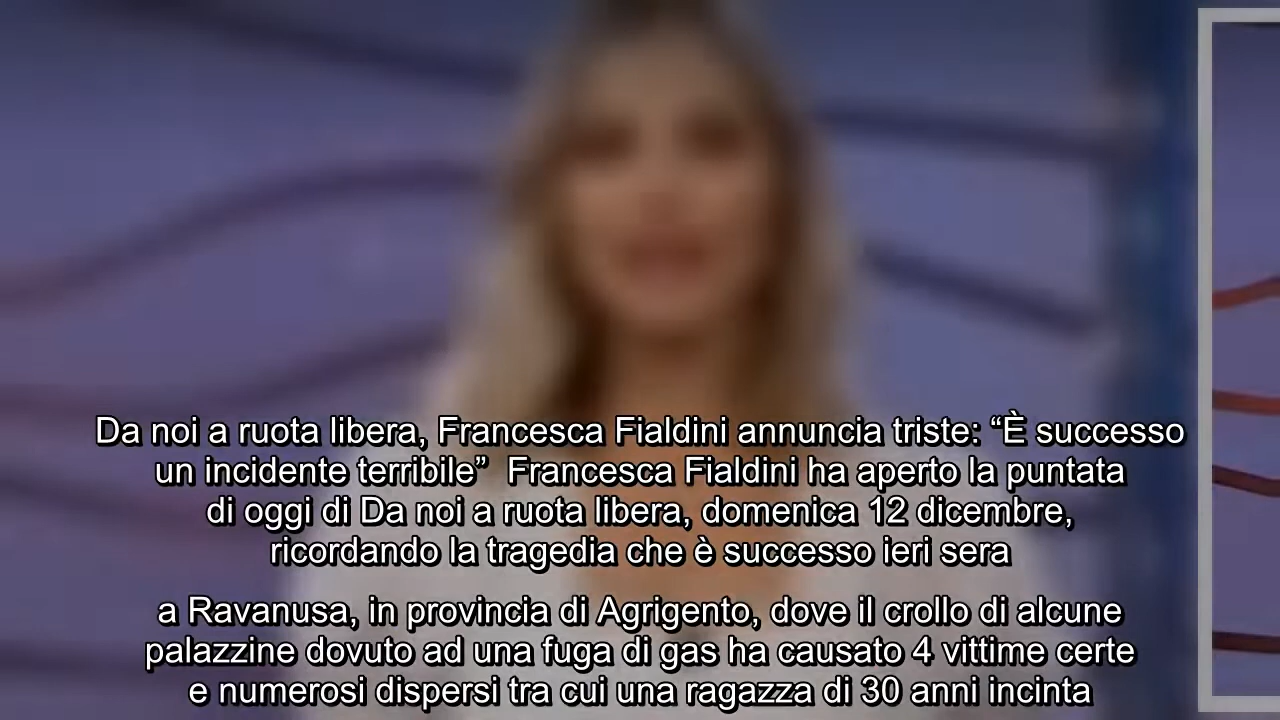 Da noi a ruota libera, Francesca Fialdini annuncia triste: “È successo
un incidente terribile”  Francesca Fialdini ha aperto la puntata
di oggi di Da noi a ruota libera, domenica 12 dicembre,
ricordando la tragedia che è successo ieri sera
a Ravanusa, in provincia di Agrigento, dove il crollo di alcune
palazzine dovuto ad una fuga di gas ha causato 4 vittime certe
e numerosi dispersi tra cui una ragazza di 30 anni incinta